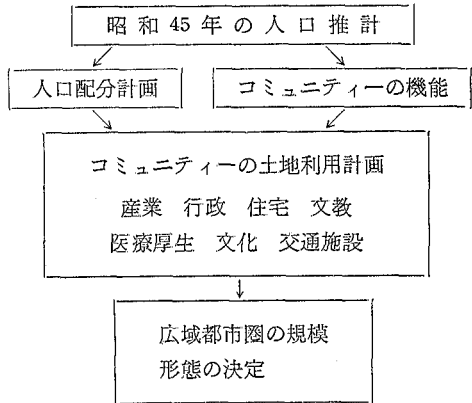 昭和45年の人口推計
人口配分計画
コミュニティーの機能
コミュニティーの土地利用計画
産業 行政 住宅 文教
医療厚生 文化 交通施設
広域都市圏の規模
形態の決定